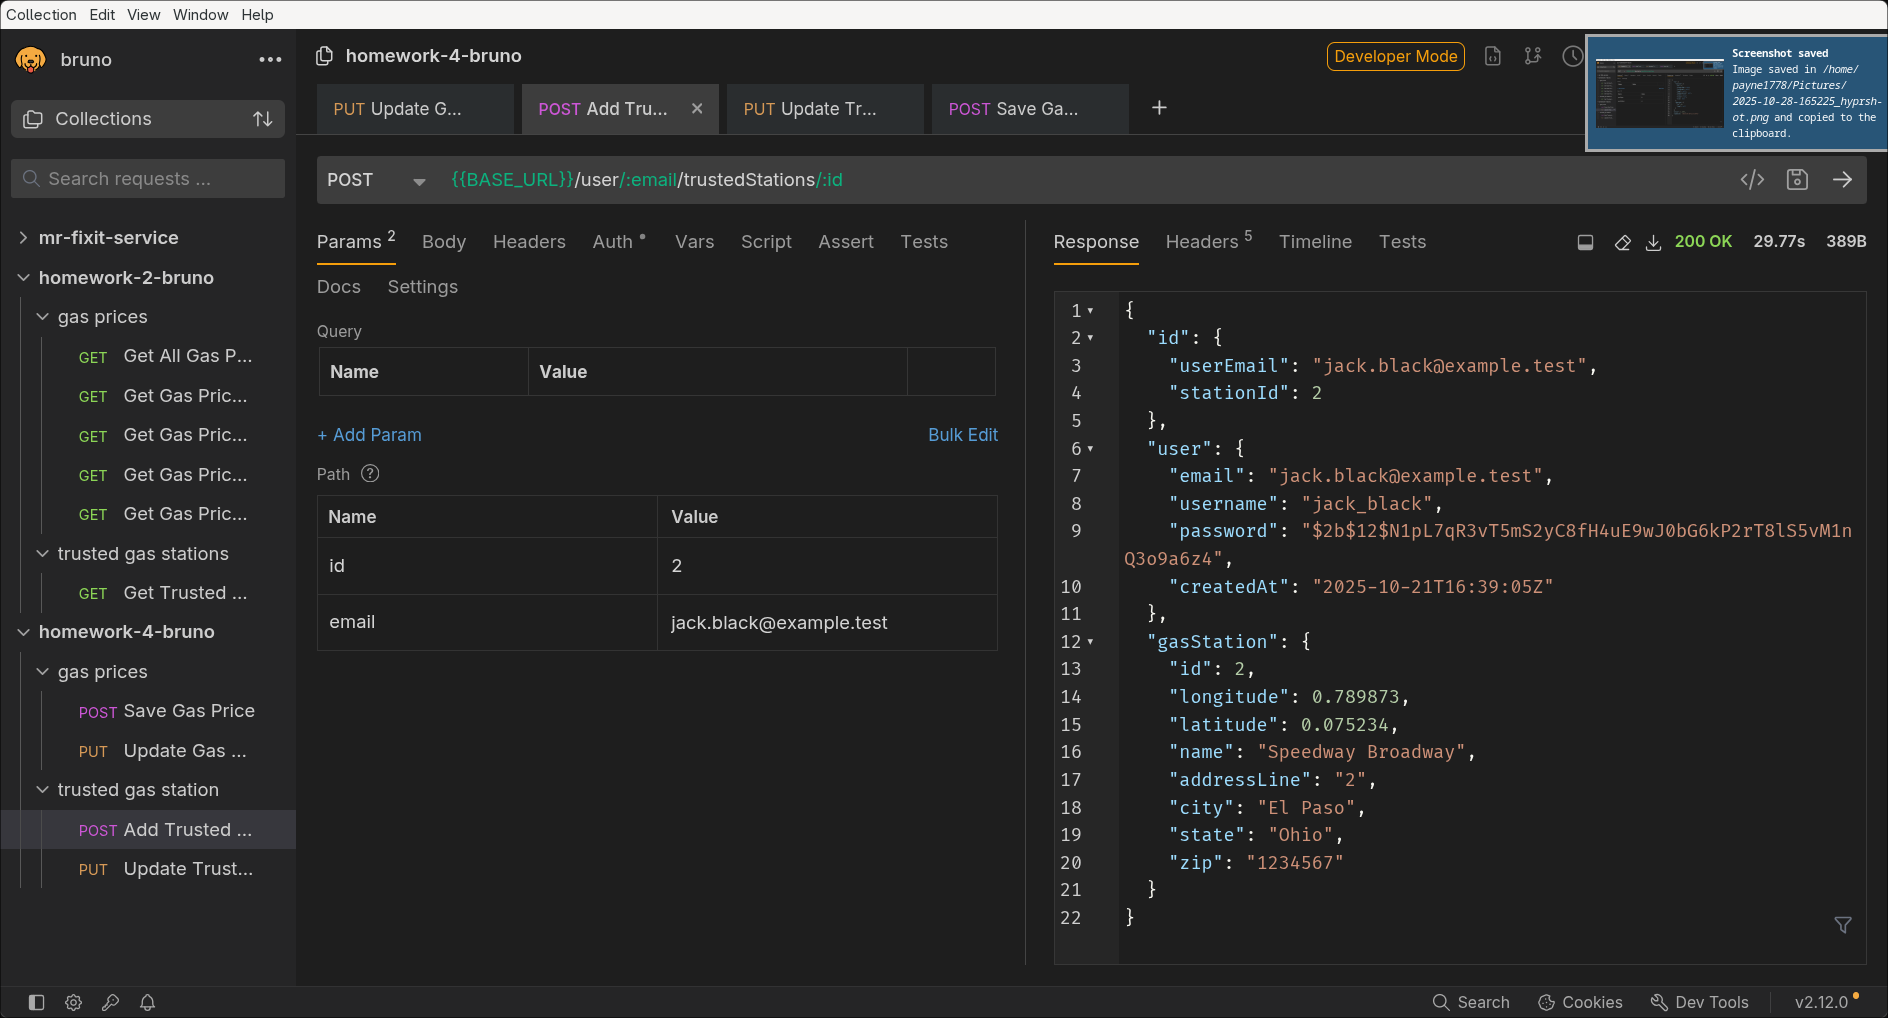 Collection Edit View Window Help
bruno
Collections
Search requests ...
mr-fixit-service
homework-2-bruno
gas prices
GET Get All Gas P...
GET Get Gas Pric...
GET Get Gas Pric...
GET Get Gas Pric...
GET Get Gas Pric...
trusted gas stations
GET Get Trusted ...
homework-4-bruno
gas prices
POST Save Gas Price
PUT Update Gas ...
trusted gas station
POST Add Trusted ...
PUT Update Trust...
homework-4-bruno
Developer Mode
Screenshot saved
Image saved in /home/
payne1778/Pictures/
2025-10-28-165225_hyprsh-
ot.png and copied to the
clipboard.
PUT Update G...
POST Add Tru...
PUT Update Tr...
POST Save Ga...
POST {{BASE_URL}}/user/:email/trustedStations/:id
Params 2 Body Headers Auth Vars Script Assert Tests
Docs Settings
Query
Name Value
+ Add Param Bulk Edit
Path
Name Value
id 2
email jack.black@example.test
Response Headers 5 Timeline Tests 200 OK 29.77s 389B
1 {
2 "id": {
3 "userEmail": "jack.black@example.test",
4 "stationId": 2
5 },
6 "user": {
7 "email": "jack.black@example.test",
8 "username": "jack_black",
9 "password": "$2b$12$N1pL7qR3vT5mS2yC8fH4uE9wJ0bG6kP2rT8lS5vM1n
Q3o9a6z4",
10 "createdAt": "2025-10-21T16:39:05Z"
11 },
12 "gasStation": {
13 "id": 2,
14 "longitude": 0.789873,
15 "latitude": 0.075234,
16 "name": "Speedway Broadway",
17 "addressLine": "2",
18 "city": "El Paso",
19 "state": "Ohio",
20 "zip": "1234567"
21 }
22 }
Search Cookies Dev Tools v2.12.0